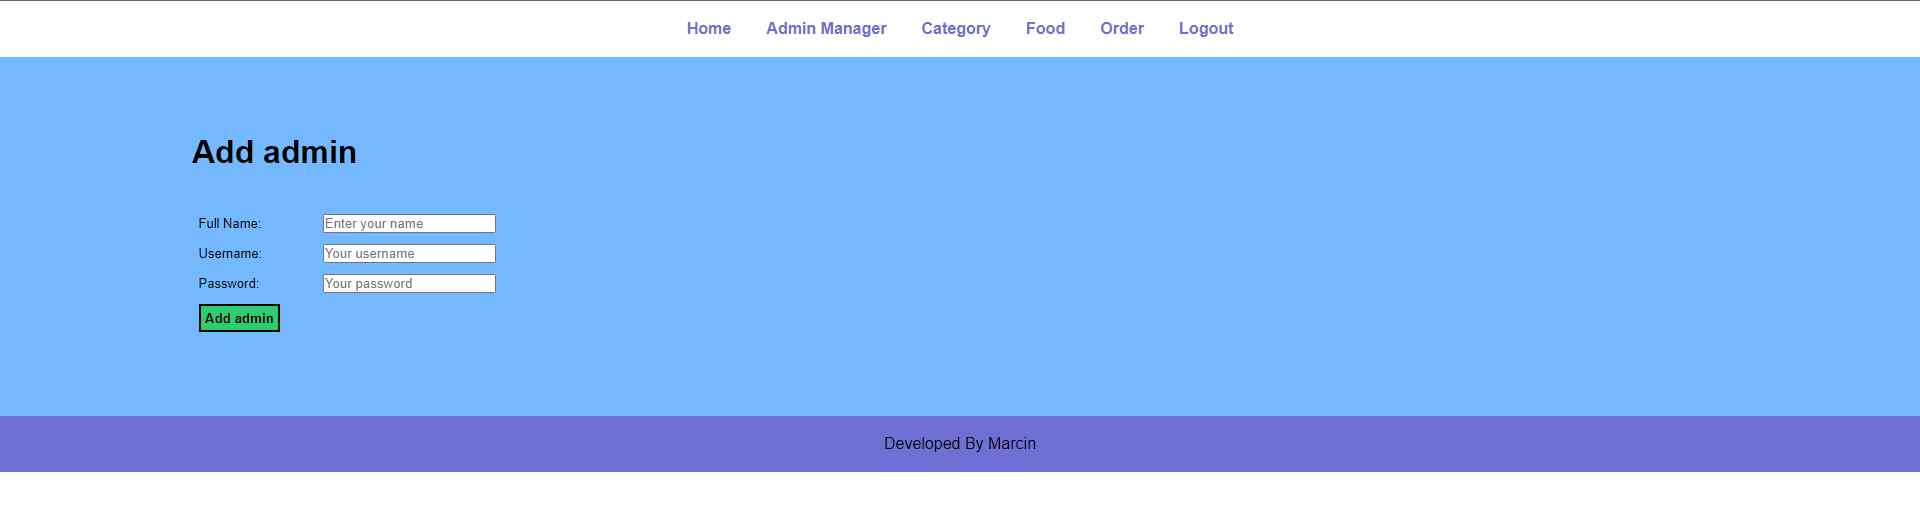 Home Admin Manager Category Food Order Logout
Add admin
Full Name: Enter your name
Username: Your username
Password: Your password
Add admin
Developed By Marcin